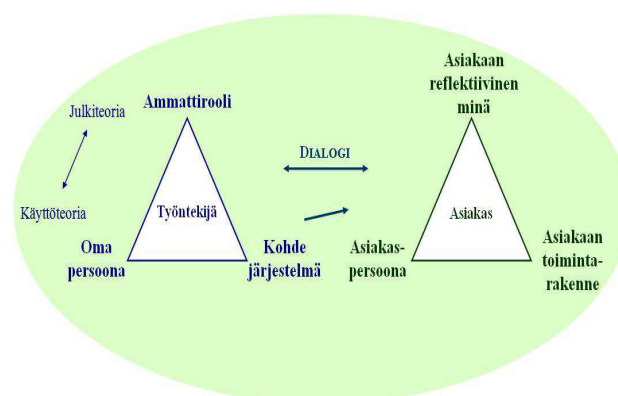 Asiakaan
reflektiivinen
minä
Ammattirooli
Julkiteoria
DIALOGI
Käyttöteoria
Työntekijä
Asiakas
Oma
persoona
Kohde
järjestelmä
Asiakas-
persoona
Asiakaan
toiminta-
rakenne